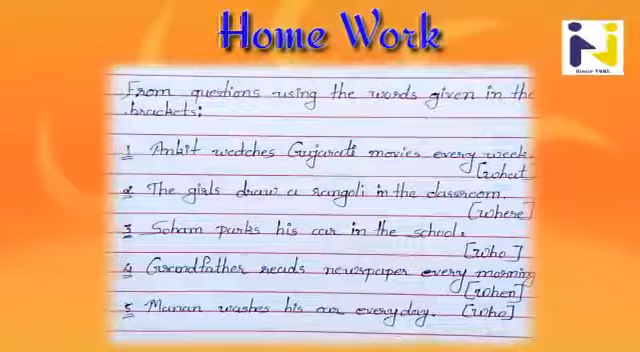 Home Work
Since 1985.
From questions using the words given in the
brackets:
1 Ankit watches Gujarati movies every week.
[what]
2 The girls draw a rangoli in the classroom.
[where]
3 Soham parks his car in the school.
[who]
4 Grandfather reads newspaper every morning
[when]
5 Manan washes his car everyday. [who]